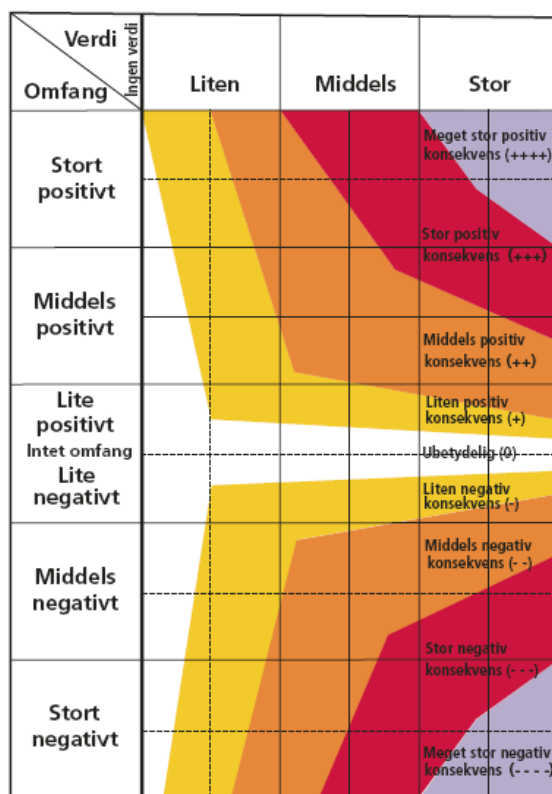 Verdi
Omfang
Ingen verdi
Liten
Middels
Stor
Stort
positivt
Meget stor positiv
konsekvens (++++)
Stor positiv
konsekvens (+++)
Middels
positivt
Middels positiv
konsekvens (++)
Lite
positivt
Liten positiv
konsekvens (+)
Intet omfang
Ubetydelig (0)
Lite
negativt
Liten negativ
konsekvens (-)
Middels
negativt
Middels negativ
konsekvens (- -)
Stor negativ
konsekvens (- - -)
Stort
negativt
Meget stor negativ
konsekvens (- - - -)